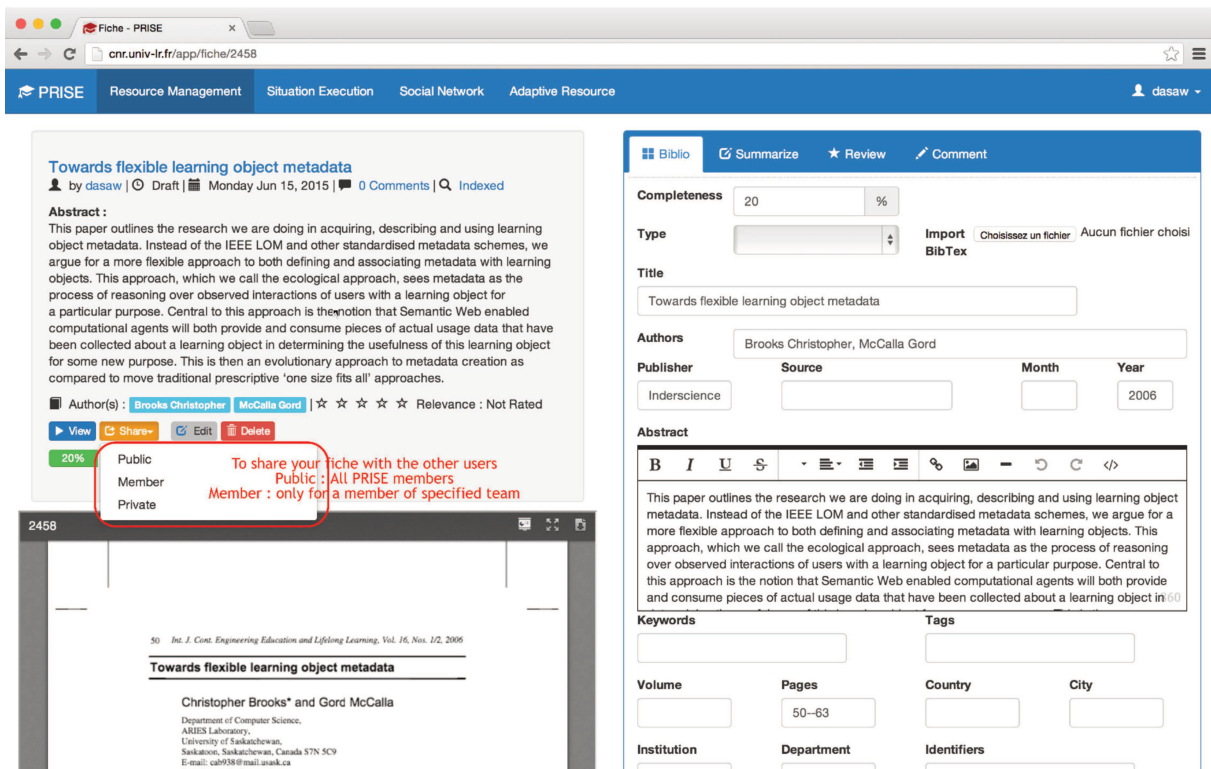 Fiche - PRISE
cnr.univ-lr.fr/app/fiche/2458
PRISE Resource Management Situation Execution Social Network Adaptive Resource dasaw
Towards flexible learning object metadata
by dasaw | Draft | Monday Jun 15, 2015 | 0 Comments | Indexed
Abstract :
This paper outlines the research we are doing in acquiring, describing and using learning
object metadata. Instead of the IEEE LOM and other standardised metadata schemes, we
argue for a more flexible approach to both defining and associating metadata with learning
objects. This approach, which we call the ecological approach, sees metadata as the
process of reasoning over observed interactions of users with a learning object for
a particular purpose. Central to this approach is the notion that Semantic Web enabled
computational agents will both provide and consume pieces of actual usage data that have
been collected about a learning object in determining the usefulness of this learning object
for some new purpose. This is then an evolutionary approach to metadata creation as
compared to move traditional prescriptive 'one size fits all' approaches.
Author(s) : Brooks Christopher McCalla Gord | Relevance : Not Rated
View Share Edit Delete
20%
Public
Member
Private
To share your fiche with the other users
Public : All PRISE members
Member : only for a member of specified team
2458
50 Int. J. Cont. Engineering Education and Lifelong Learning, Vol. 16, Nos. 1/2, 2006
Towards flexible learning object metadata
Christopher Brooks* and Gord McCalla
Department of Computer Science,
ARIES Laboratory,
University of Saskatchewan,
Saskatoon, Saskatchewan, Canada S7N 5C9
E-mail: cab938@mail.usask.ca
Biblio Summarize Review Comment
Completeness 20 %
Type
Import BibTex Choisissez un fichier Aucun fichier choisi
Title
Towards flexible learning object metadata
Authors Brooks Christopher, McCalla Gord
Publisher Source Month Year
Inderscience 2006
Abstract
B I U S
This paper outlines the research we are doing in acquiring, describing and using learning object
metadata. Instead of the IEEE LOM and other standardised metadata schemes, we argue for a
more flexible approach to both defining and associating metadata with learning objects. This
approach, which we call the ecological approach, sees metadata as the process of reasoning
over observed interactions of users with a learning object for a particular purpose. Central to
this approach is the notion that Semantic Web enabled computational agents will both provide
and consume pieces of actual usage data that have been collected about a learning object in
Keywords Tags
Volume Pages Country City
50--63
Institution Department Identifiers